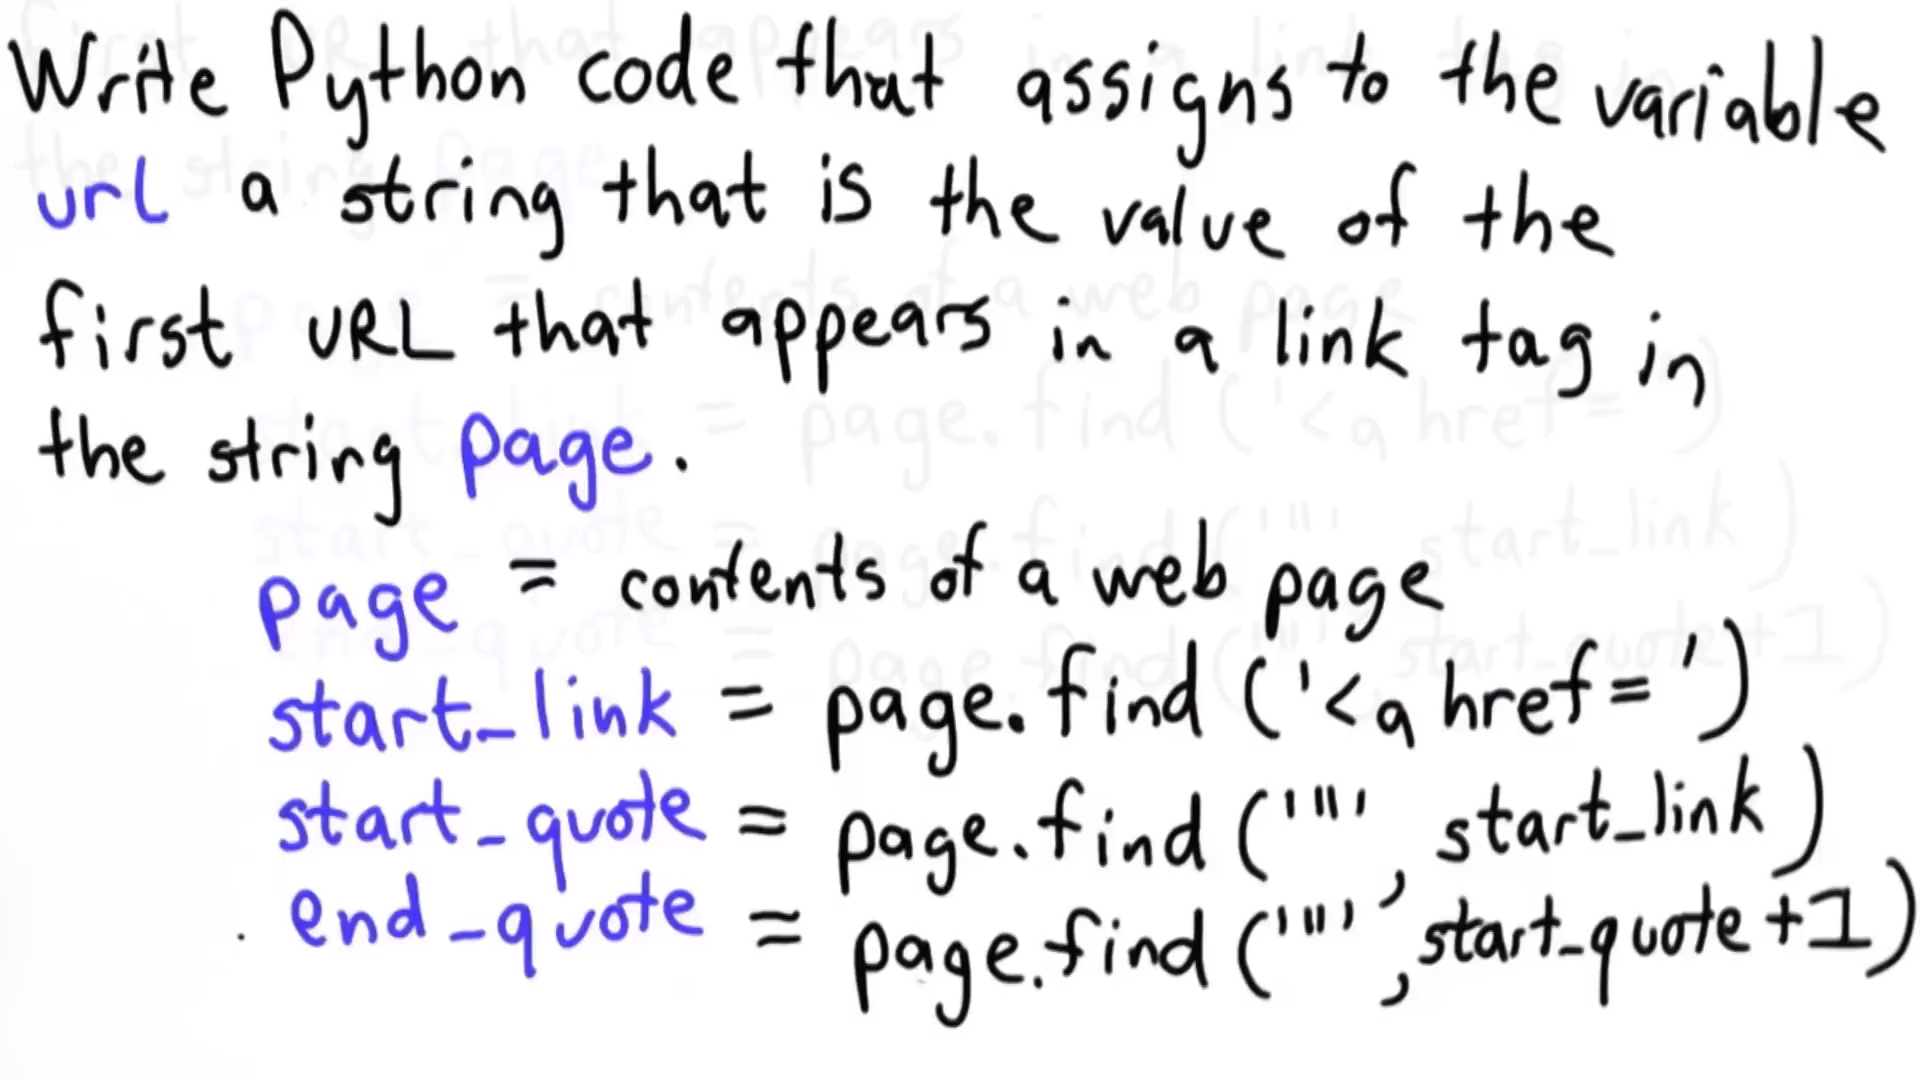 Write Python code that assigns to the variable
url a string that is the value of the
first URL that appears in a link tag in
the string page.
page = contents of a web page
start_link = page.find('<a href=')
start_quote = page.find('"', start_link)
end_quote = page.find('"', start_quote+1)